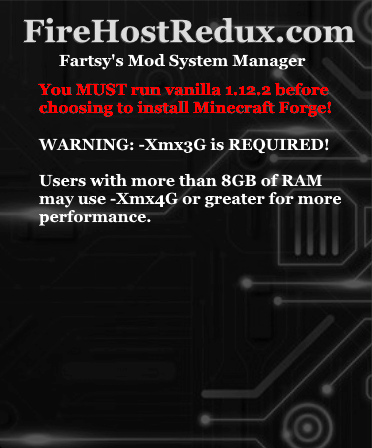 FireHostRedux.com
Fartsy's Mod System Manager
You MUST run vanilla 1.12.2 before
choosing to install Minecraft Forge!
WARNING: -Xmx3G is REQUIRED!
Users with more than 8GB of RAM
may use -Xmx4G or greater for more
performance.